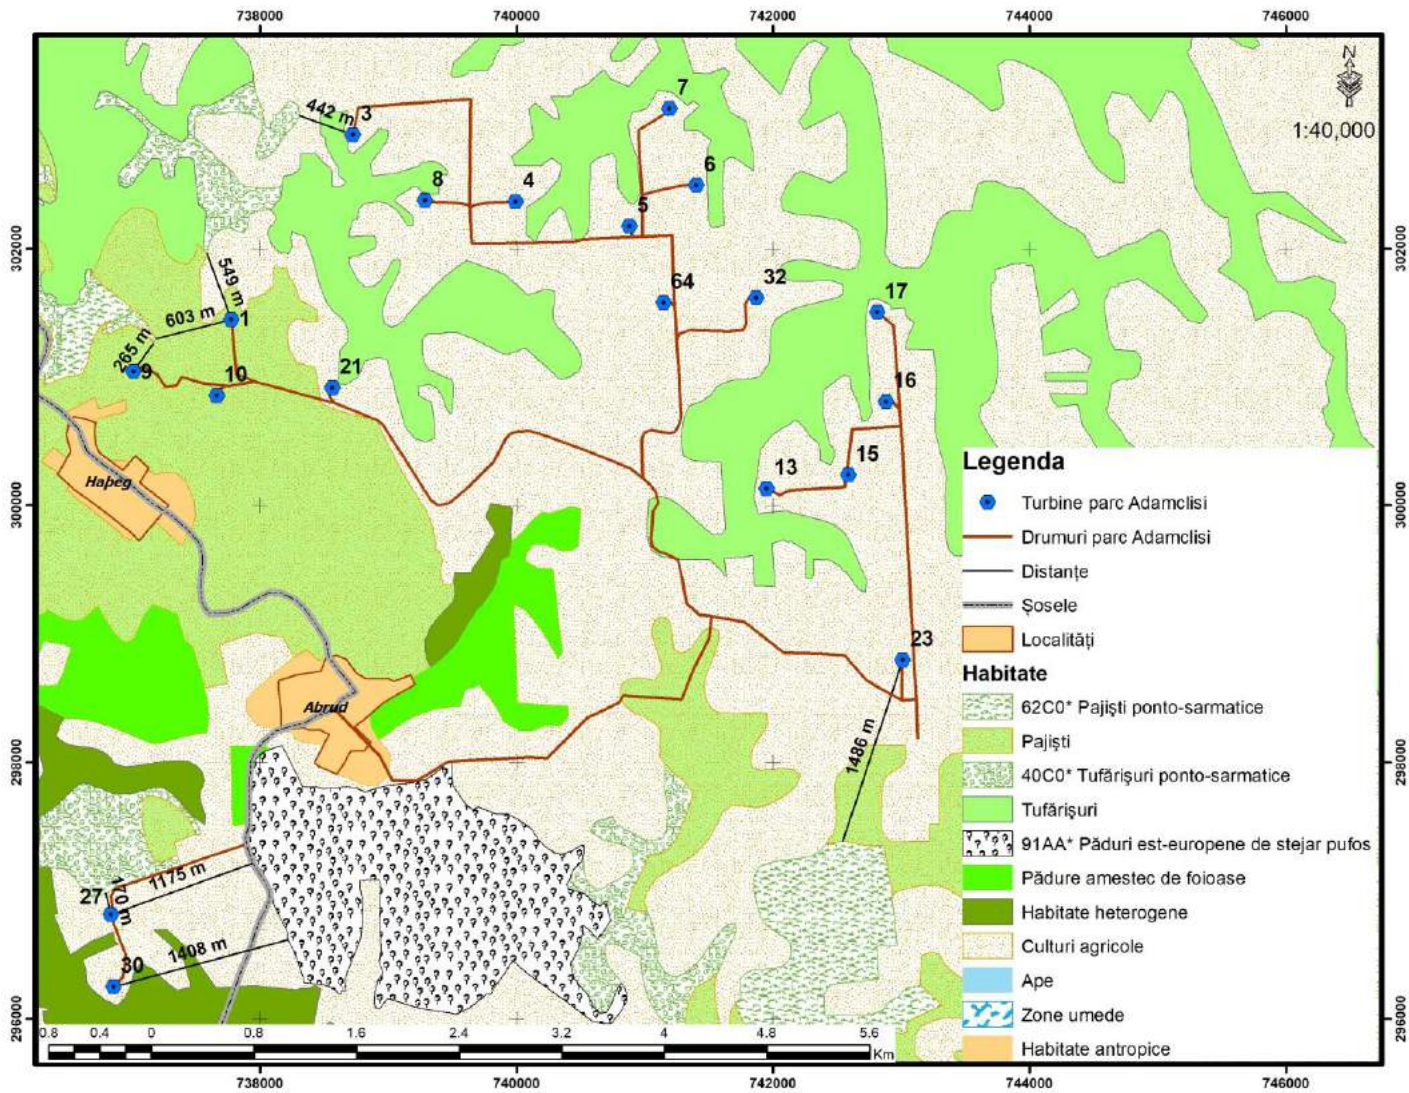 738000 740000 742000 744000 746000
N
1:40,000
302000 302000
300000 300000
298000 298000
296000 296000
442 m 3
7
8 4
6
5
549 m
64 32
17
603 m 1
265 m
9 10 21
16
13 15
Haþeg
23
Abrud
1486 m
1175 m
27 170 m
1408 m
30
Legenda
Turbine parc Adamclisi
Drumuri parc Adamclisi
Distanțe
Șosele
Localități
Habitate
62C0* Pajiști ponto-sarmatice
Pajiști
40C0* Tufărișuri ponto-sarmatice
Tufărișuri
91AA* Păduri est-europene de stejar pufos
Pădure amestec de foioase
Habitate heterogene
Culturi agricole
Ape
Zone umede
Habitate antropice
0.8 0.4 0 0.8 1.6 2.4 3.2 4 4.8 5.6
Km
738000 740000 742000 744000 746000